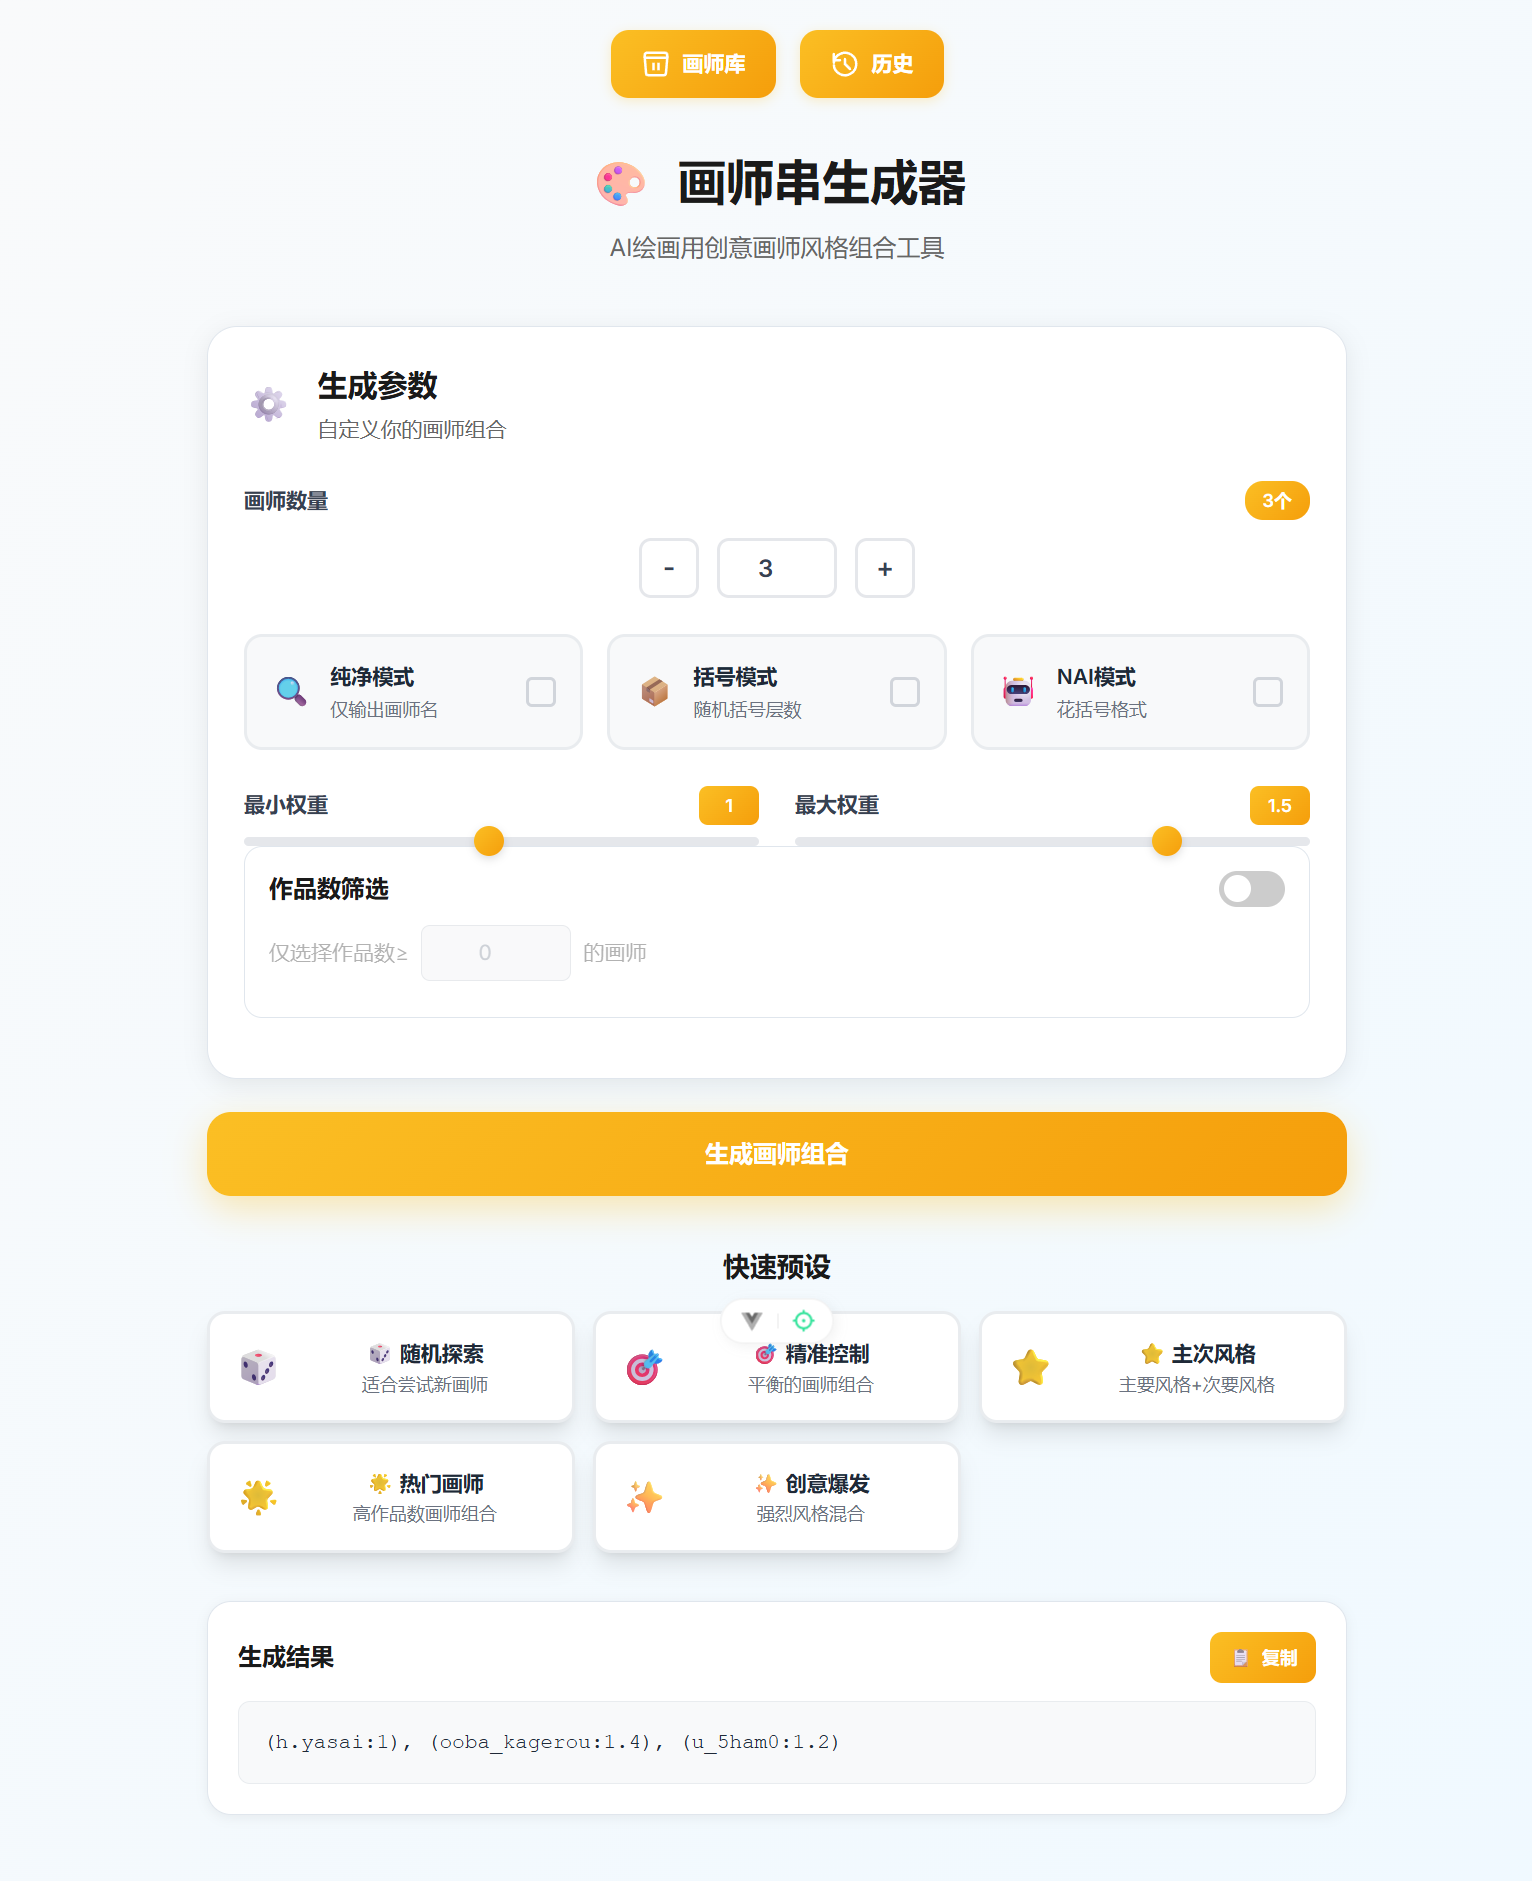 画师库
历史
画师串生成器
AI绘画用创意画师风格组合工具
生成参数
自定义你的画师组合
画师数量
3个
-
3
+
纯净模式
仅输出画师名
括号模式
随机括号层数
NAI模式
花括号格式
最小权重
1
最大权重
1.5
作品数筛选
仅选择作品数≥
0
的画师
生成画师组合
快速预设
随机探索
适合尝试新画师
精准控制
平衡的画师组合
主次风格
主要风格+次要风格
热门画师
高作品数画师组合
创意爆发
强烈风格混合
生成结果
复制
(h.yasai:1), (ooba_kagerou:1.4), (u_5ham0:1.2)